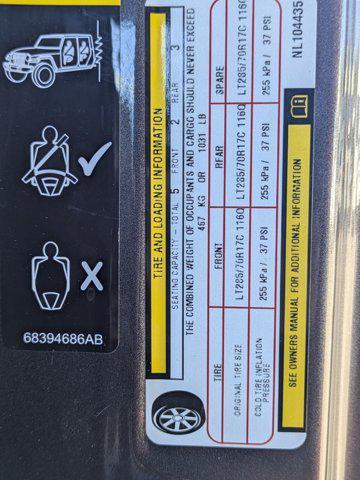 TIRE AND LOADING INFORMATION
SEATING CAPACITY - TOTAL 5 FRONT 2 REAR 3
THE COMBINED WEIGHT OF OCCUPANTS AND CARGO SHOULD NEVER EXCEED
467 KG OR 1031 LB
TIRE FRONT REAR SPARE
ORIGINAL TIRE SIZE LT285/70R17C 116Q LT285/70R17C 116Q LT285/70R17C 116Q
COLD TIRE INFLATION PRESSURE 255 kPa / 37 PSI 255 kPa / 37 PSI 255 kPa / 37 PSI
SEE OWNERS MANUAL FOR ADDITIONAL INFORMATION
NL104435
68394686AB